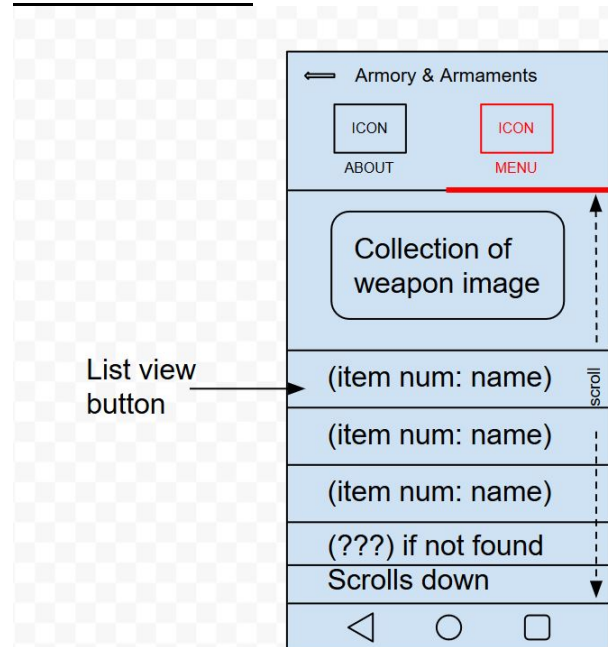 Armory & Armaments
ICON
ICON
ABOUT
MENU
Collection of
weapon image
List view
button
(item num: name)
scroll
(item num: name)
(item num: name)
(???) if not found
Scrolls down